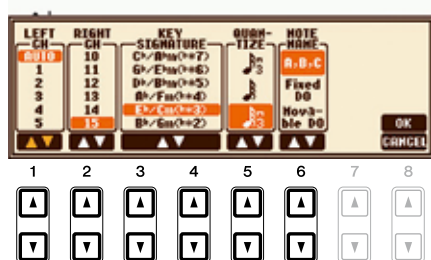 LEFT CH RIGHT CH KEY SIGNATURE QUAN-TIZE NOTE NAME
AUTO 10 C♭/A♭m(♭=7) A,B,C
1 11 G♭/E♭m(♭=6)
2 12 D♭/B♭m(♭=5) Fixed
3 13 A♭/Fm(♭=4) DO
4 14 E♭/Cm(♭=3) Mova-
5 15 B♭/Gm(♭=2) ble DO OK
CANCEL
1 2 3 4 5 6 7 8